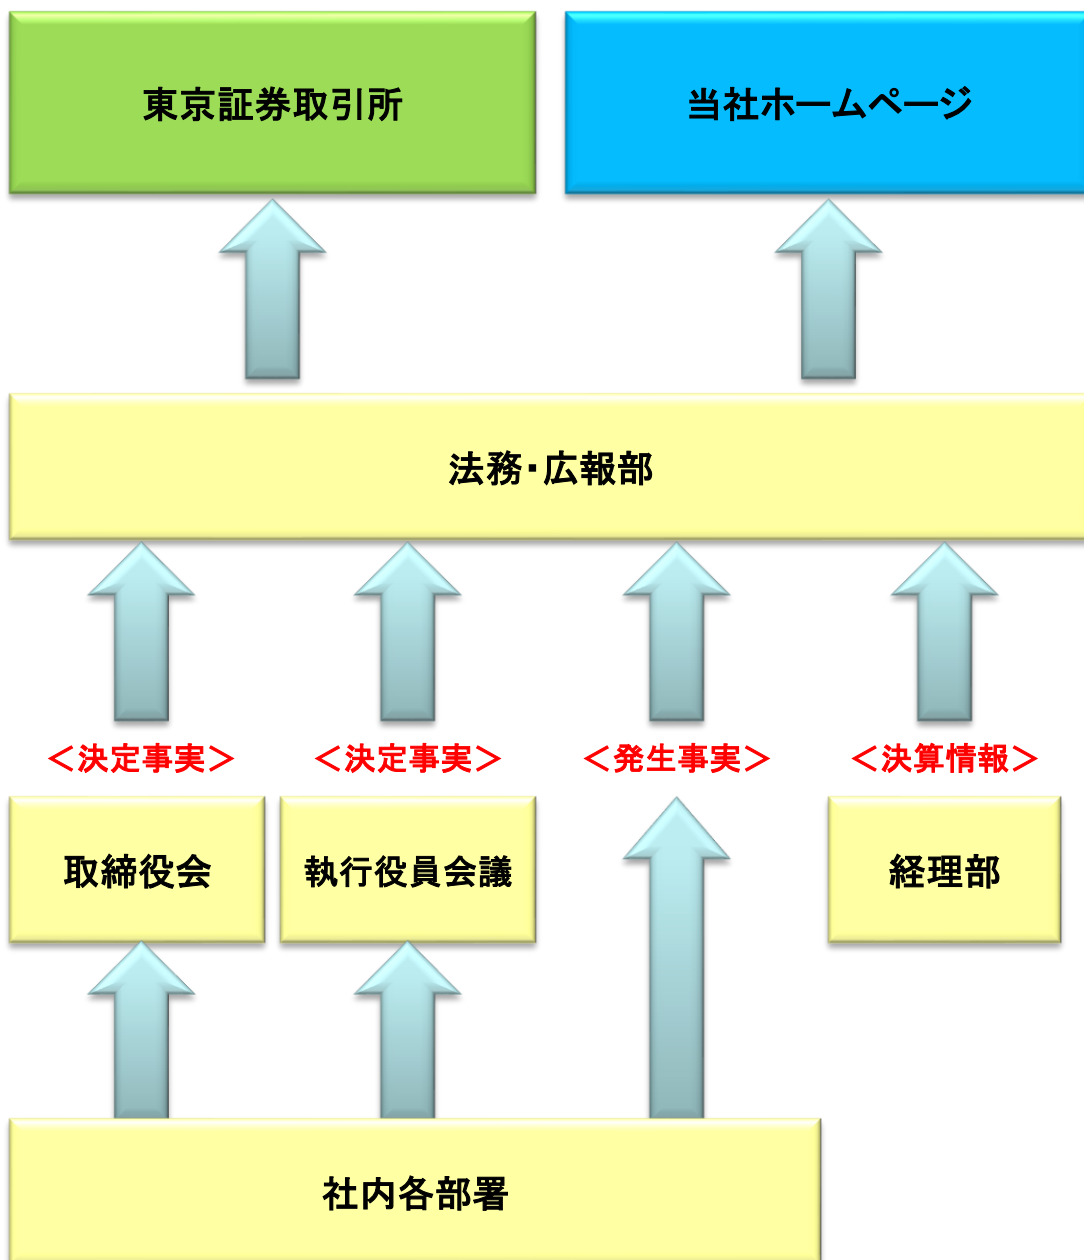 東京証券取引所
当社ホームページ
法務・広報部
＜決定事実＞
＜決定事実＞
＜発生事実＞
＜決算情報＞
取締役会
執行役員会議
経理部
社内各部署